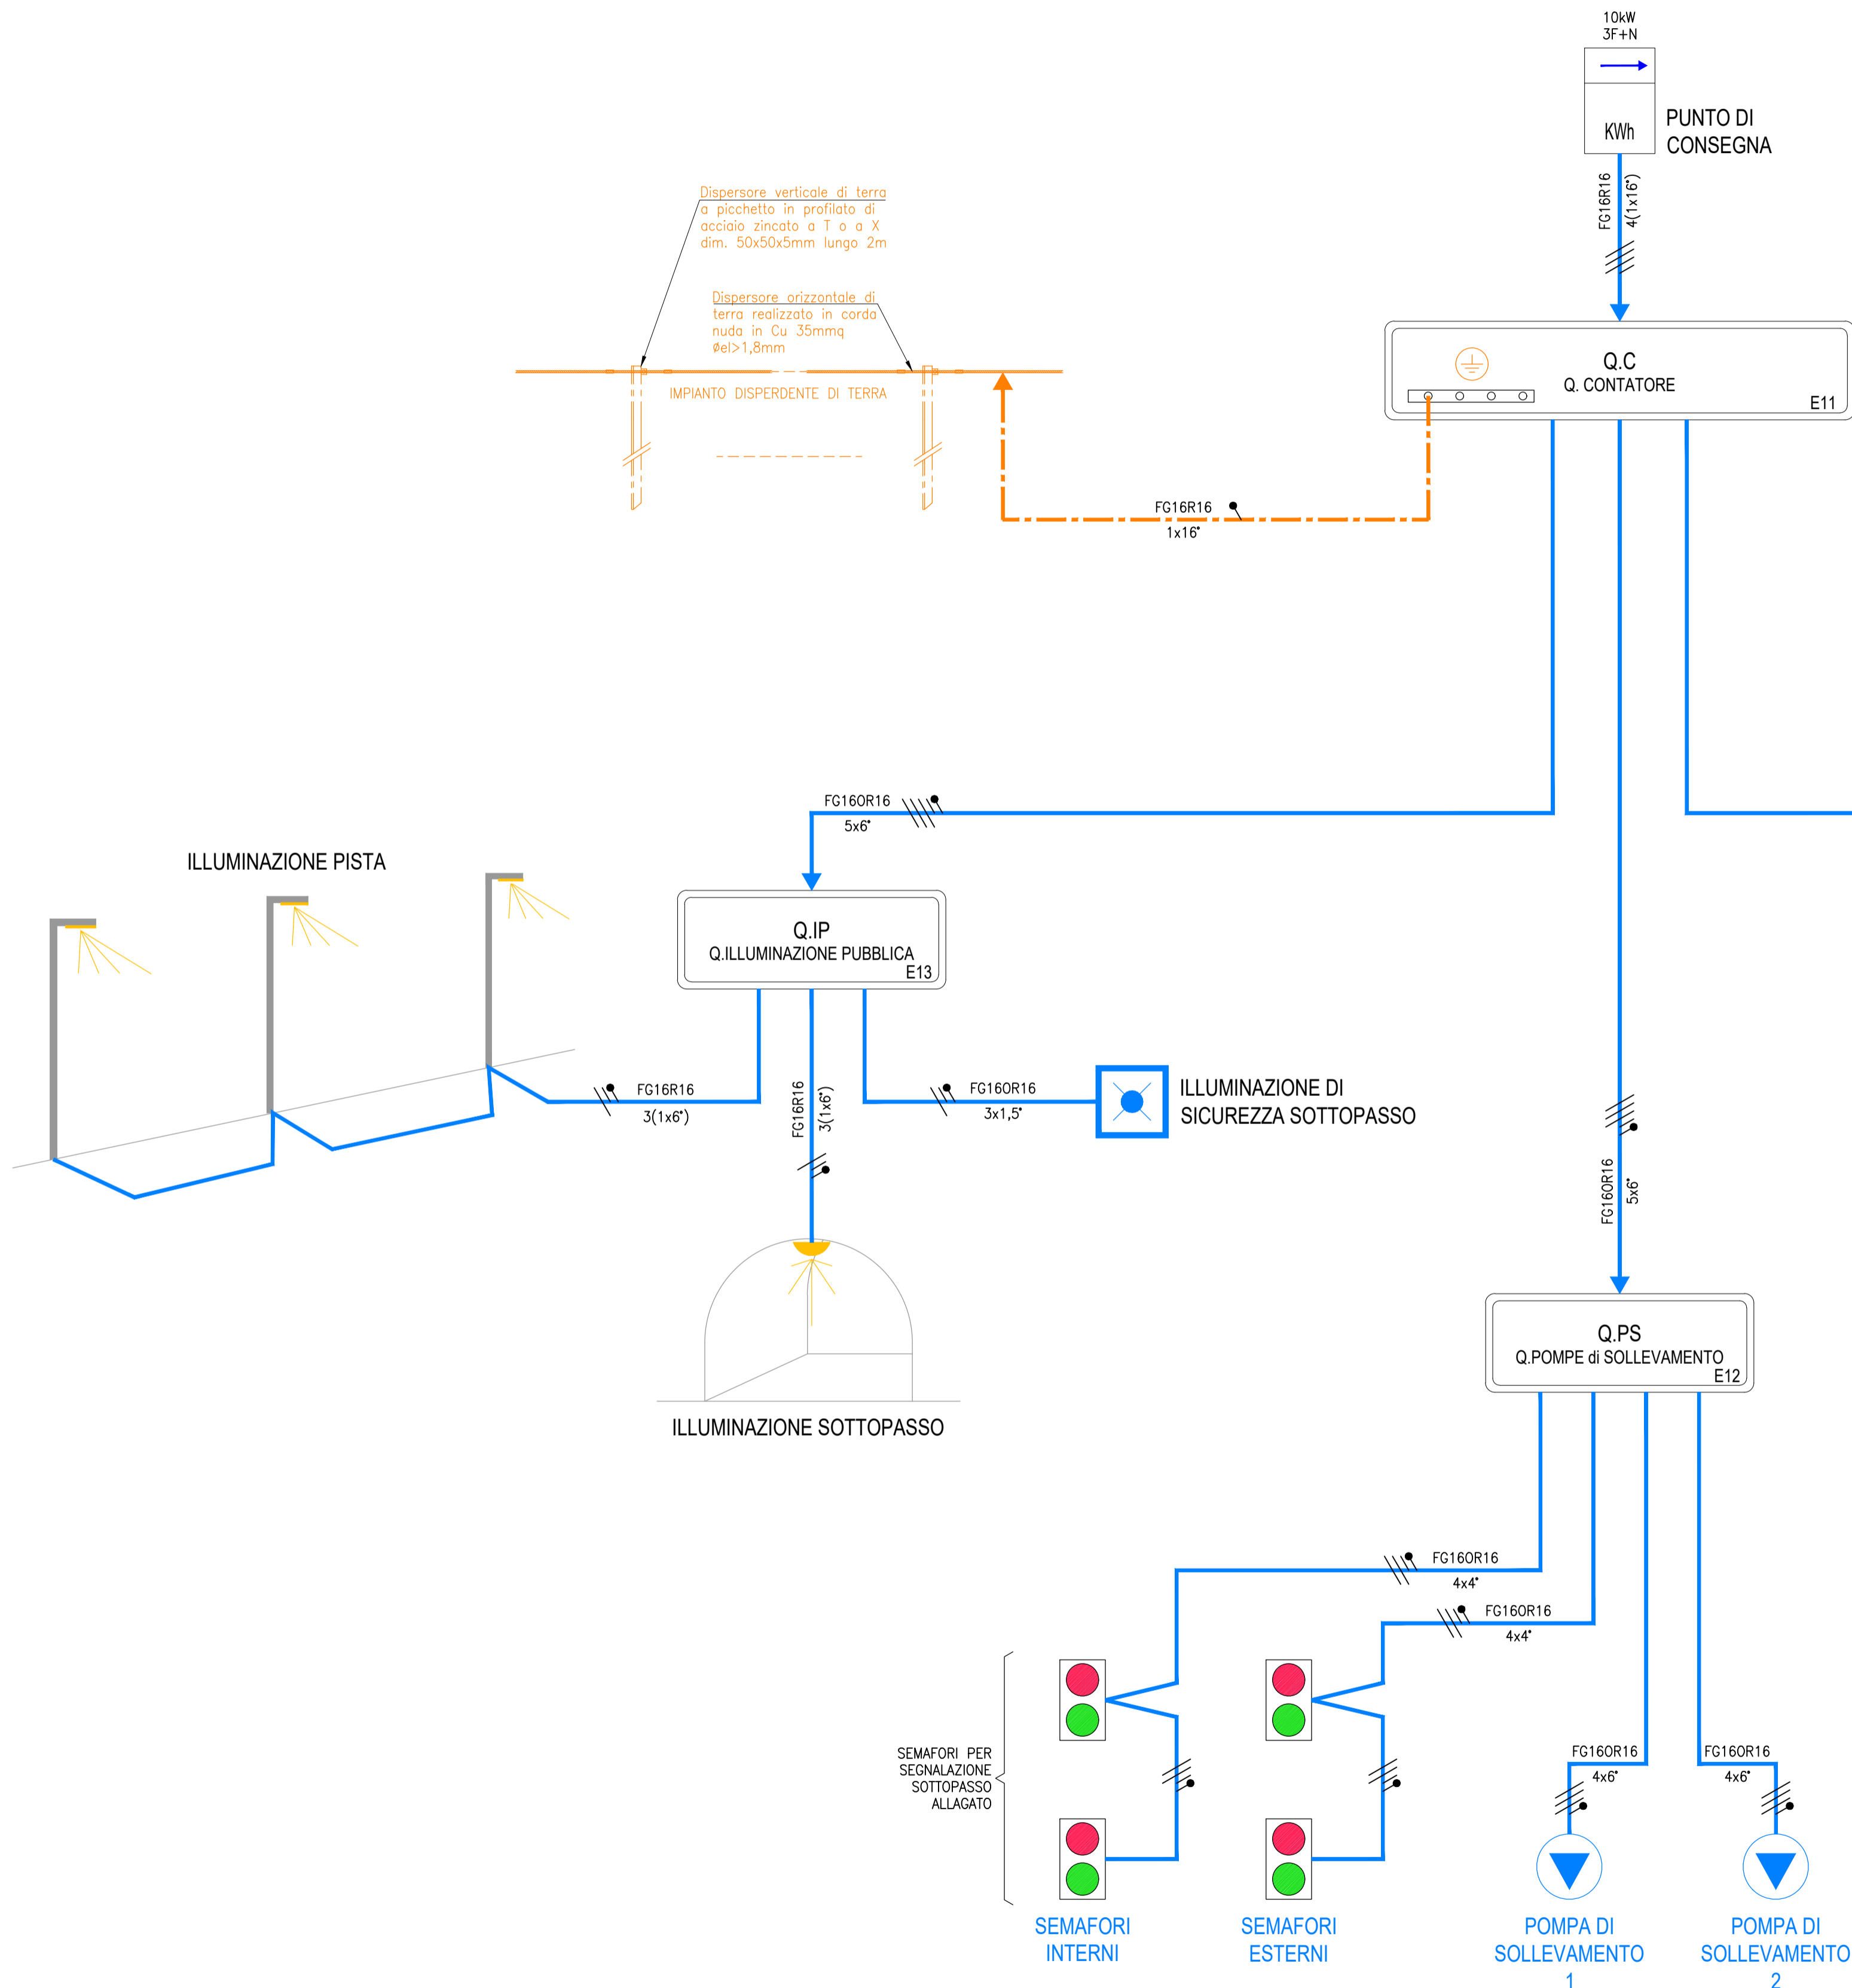 10kW
3F+N
KWh
PUNTO DI
CONSEGNA
FG16R16
4(1x16•)
Dispersore verticale di terra
a picchetto in profilato di
acciaio zincato a T o a X
dim. 50x50x5mm lungo 2m
Dispersore orizzontale di
terra realizzato in corda
nuda in Cu 35mmq
øel>1,8mm
IMPIANTO DISPERDENTE DI TERRA
Q.C
Q. CONTATORE
E11
FG16R16
1x16•
FG16OR16
5x6•
ILLUMINAZIONE PISTA
Q.IP
Q.ILLUMINAZIONE PUBBLICA
E13
FG16R16
3(1x6•)
FG16R16
3(1x6•)
FG16OR16
3x1,5•
ILLUMINAZIONE DI
SICUREZZA SOTTOPASSO
FG16OR16
5x6•
ILLUMINAZIONE SOTTOPASSO
Q.PS
Q.POMPE di SOLLEVAMENTO
E12
FG16OR16
4x4•
FG16OR16
4x4•
SEMAFORI PER
SEGNALAZIONE
SOTTOPASSO
ALLAGATO
FG16OR16
4x6•
FG16OR16
4x6•
SEMAFORI
INTERNI
SEMAFORI
ESTERNI
POMPA DI
SOLLEVAMENTO
1
POMPA DI
SOLLEVAMENTO
2